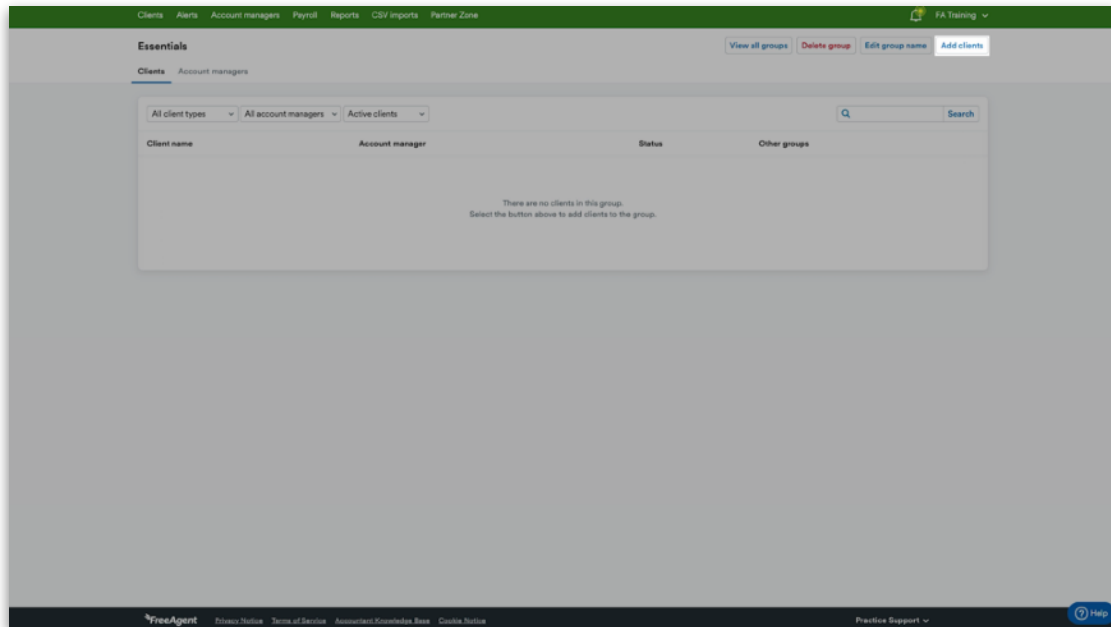 Clients Alerts Account managers Payroll Reports CSV imports Partner Zone FA Training
Essentials View all groups Delete group Edit group name Add clients
Clients Account managers
All client types All account managers Active clients Search
Client name Account manager Status Other groups
There are no clients in this group.
Select the button above to add clients to the group.
FreeAgent Privacy Notice Terms of Service Accountant Knowledge Base Cookie Notice Practice Support
? Help